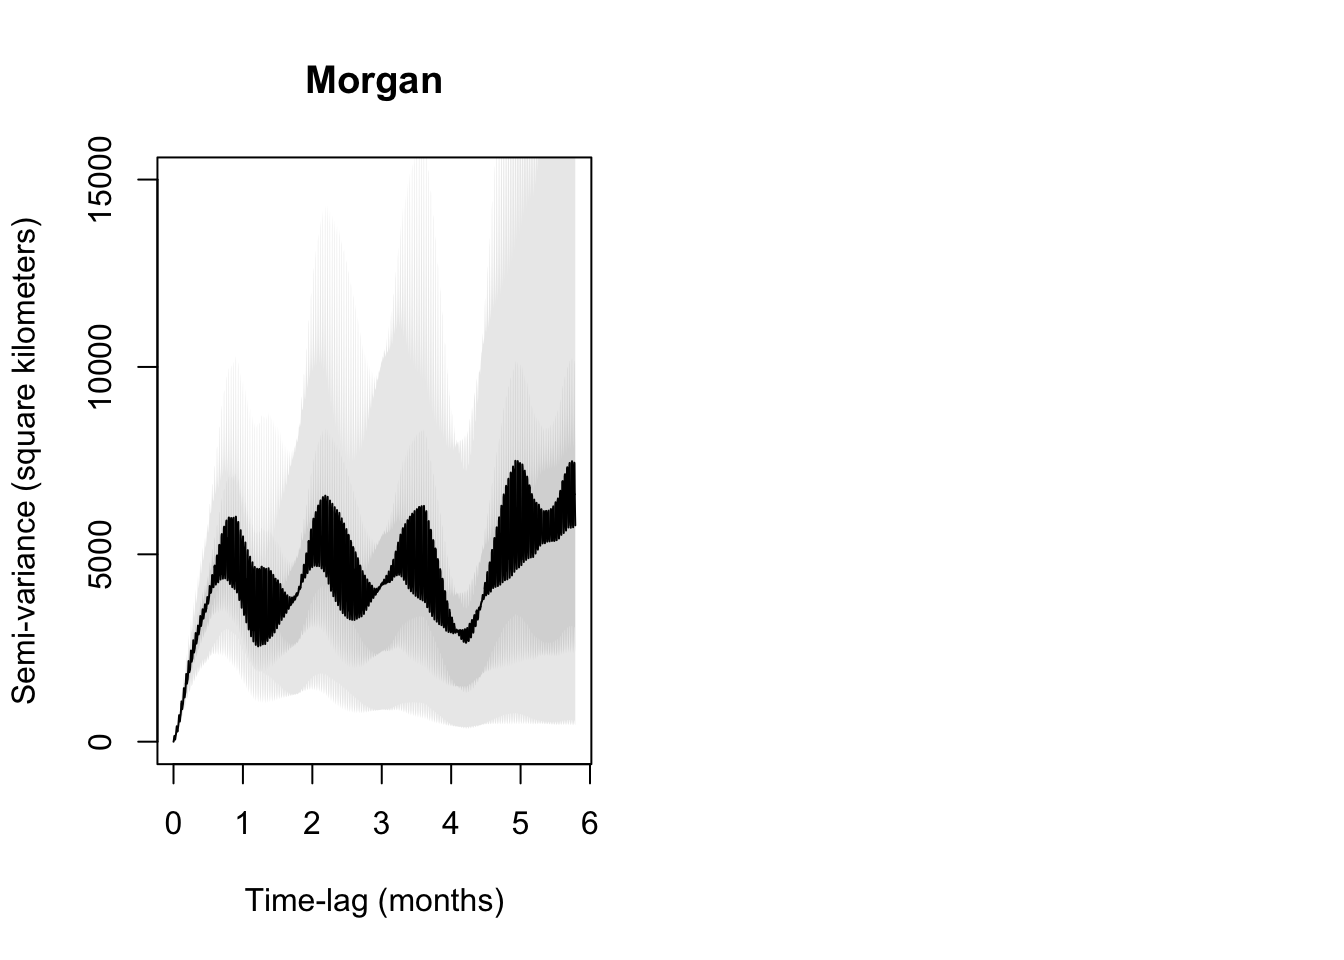 Morgan
Semi-variance (square kilometers)
15000
10000
5000
0
0 1 2 3 4 5 6
Time-lag (months)